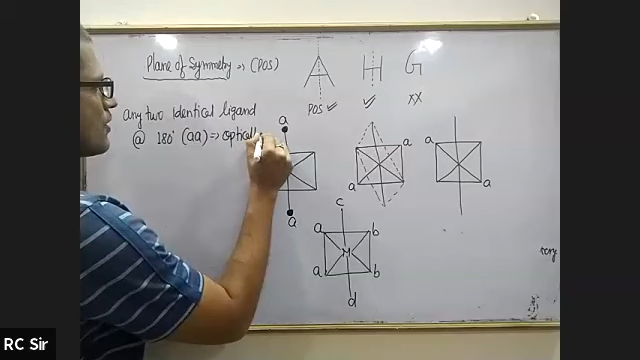 Plane of Symmetry ⇒ (POS)
A H G
POS ✓ ✓ XX
Any two Identical ligand
@ 180° (aa) ⇒ optical
a
a
a
a
a
a
c
a b
M
a b
d
RC Sir